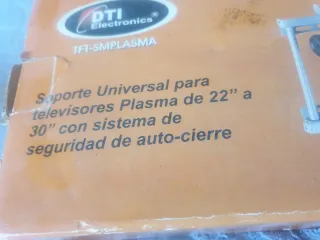 DTI
Electronics®
TFT-SMPLASMA
Soporte Universal para
televisores Plasma de 22" a
30" con sistema de
seguridad de auto-cierre